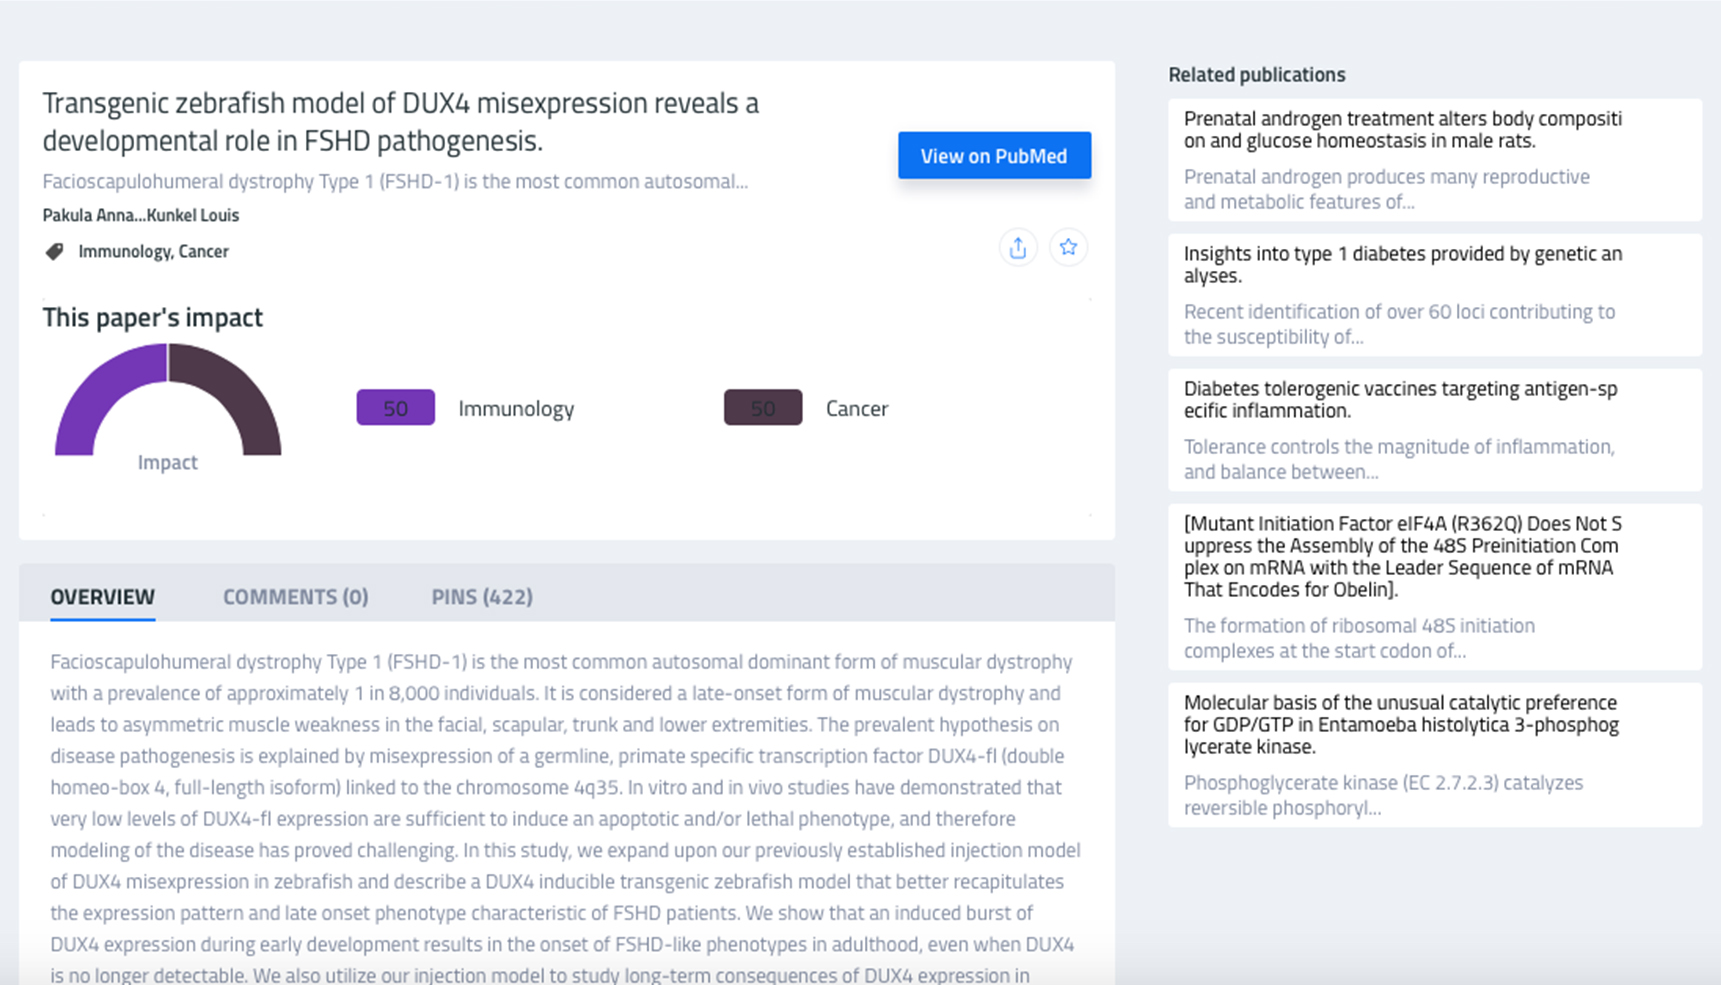 Transgenic zebrafish model of DUX4 misexpression reveals a
developmental role in FSHD pathogenesis.
Facioscapulohumeral dystrophy Type 1 (FSHD-1) is the most common autosomal...
Pakula Anna...Kunkel Louis
Immunology, Cancer
View on PubMed
This paper's impact
Impact
50 Immunology
50 Cancer
OVERVIEW
COMMENTS (0)
PINS (422)
Facioscapulohumeral dystrophy Type 1 (FSHD-1) is the most common autosomal dominant form of muscular dystrophy
with a prevalence of approximately 1 in 8,000 individuals. It is considered a late-onset form of muscular dystrophy and
leads to asymmetric muscle weakness in the facial, scapular, trunk and lower extremities. The prevalent hypothesis on
disease pathogenesis is explained by misexpression of a germline, primate specific transcription factor DUX4-fl (double
homeo-box 4, full-length isoform) linked to the chromosome 4q35. In vitro and in vivo studies have demonstrated that
very low levels of DUX4-fl expression are sufficient to induce an apoptotic and/or lethal phenotype, and therefore
modeling of the disease has proved challenging. In this study, we expand upon our previously established injection model
of DUX4 misexpression in zebrafish and describe a DUX4 inducible transgenic zebrafish model that better recapitulates
the expression pattern and late onset phenotype characteristic of FSHD patients. We show that an induced burst of
DUX4 expression during early development results in the onset of FSHD-like phenotypes in adulthood, even when DUX4
is no longer detectable. We also utilize our injection model to study long-term consequences of DUX4 expression in
Related publications
Prenatal androgen treatment alters body compositi
on and glucose homeostasis in male rats.
Prenatal androgen produces many reproductive
and metabolic features of...
Insights into type 1 diabetes provided by genetic an
alyses.
Recent identification of over 60 loci contributing to
the susceptibility of...
Diabetes tolerogenic vaccines targeting antigen-sp
ecific inflammation.
Tolerance controls the magnitude of inflammation,
and balance between...
[Mutant Initiation Factor eIF4A (R362Q) Does Not S
uppress the Assembly of the 48S Preinitiation Com
plex on mRNA with the Leader Sequence of mRNA
That Encodes for Obelin].
The formation of ribosomal 48S initiation
complexes at the start codon of...
Molecular basis of the unusual catalytic preference
for GDP/GTP in Entamoeba histolytica 3-phosphog
lycerate kinase.
Phosphoglycerate kinase (EC 2.7.2.3) catalyzes
reversible phosphoryl...